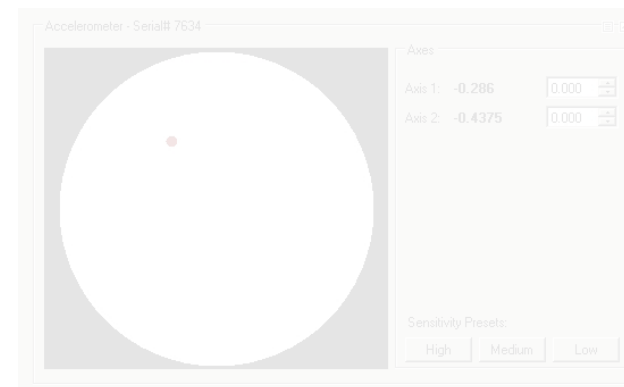 Accelerometer - Serial# 7634
Axes
Axis 1: -0.286 0.000
Axis 2: -0.4375 0.000
Sensitivity Presets:
High Medium Low